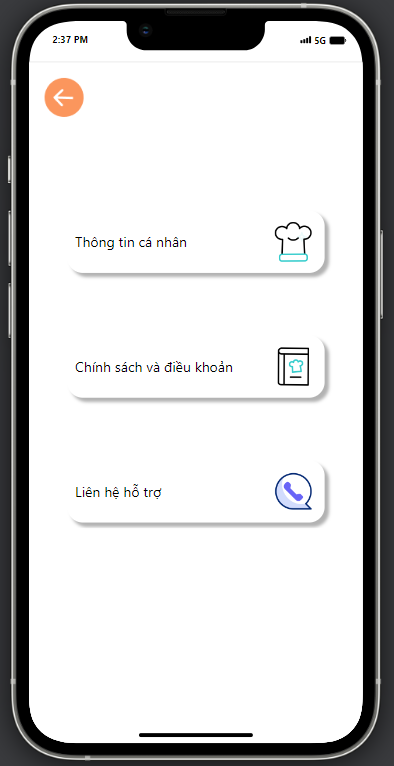 2:37 PM 5G
Thông tin cá nhân
Chính sách và điều khoản
Liên hệ hỗ trợ